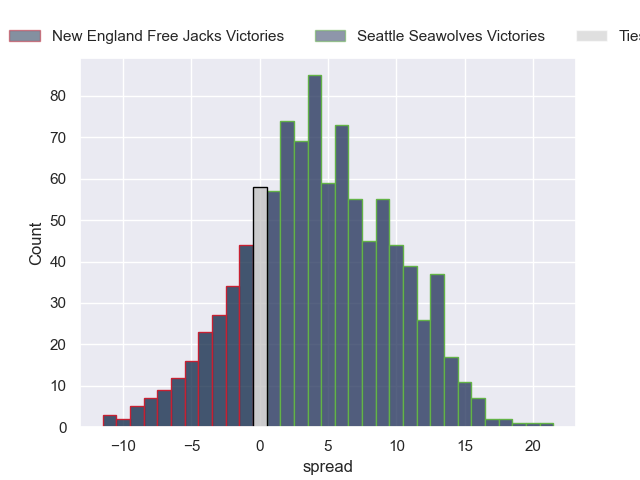 New England Free Jacks Victories Seattle Seawolves Victories Ties
Count
80
70
60
50
40
30
20
10
0
−10 −5 0 5 10 15 20
spread